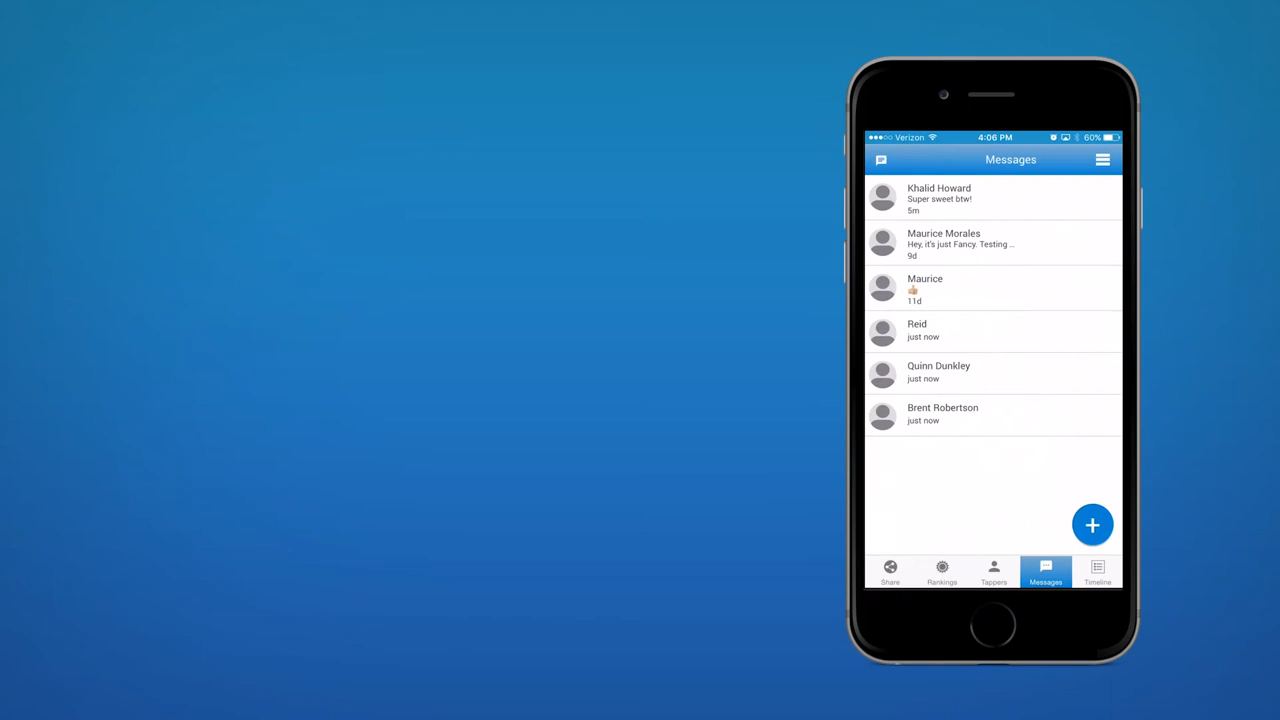 Verizon 4:06 PM 60%
Messages
Khalid Howard
Super sweet btw!
5m
Maurice Morales
Hey, it's just Fancy. Testing ...
9d
Maurice
👍🏼
11d
Reid
just now
Quinn Dunkley
just now
Brent Robertson
just now
+
Share Rankings Tappers Messages Timeline